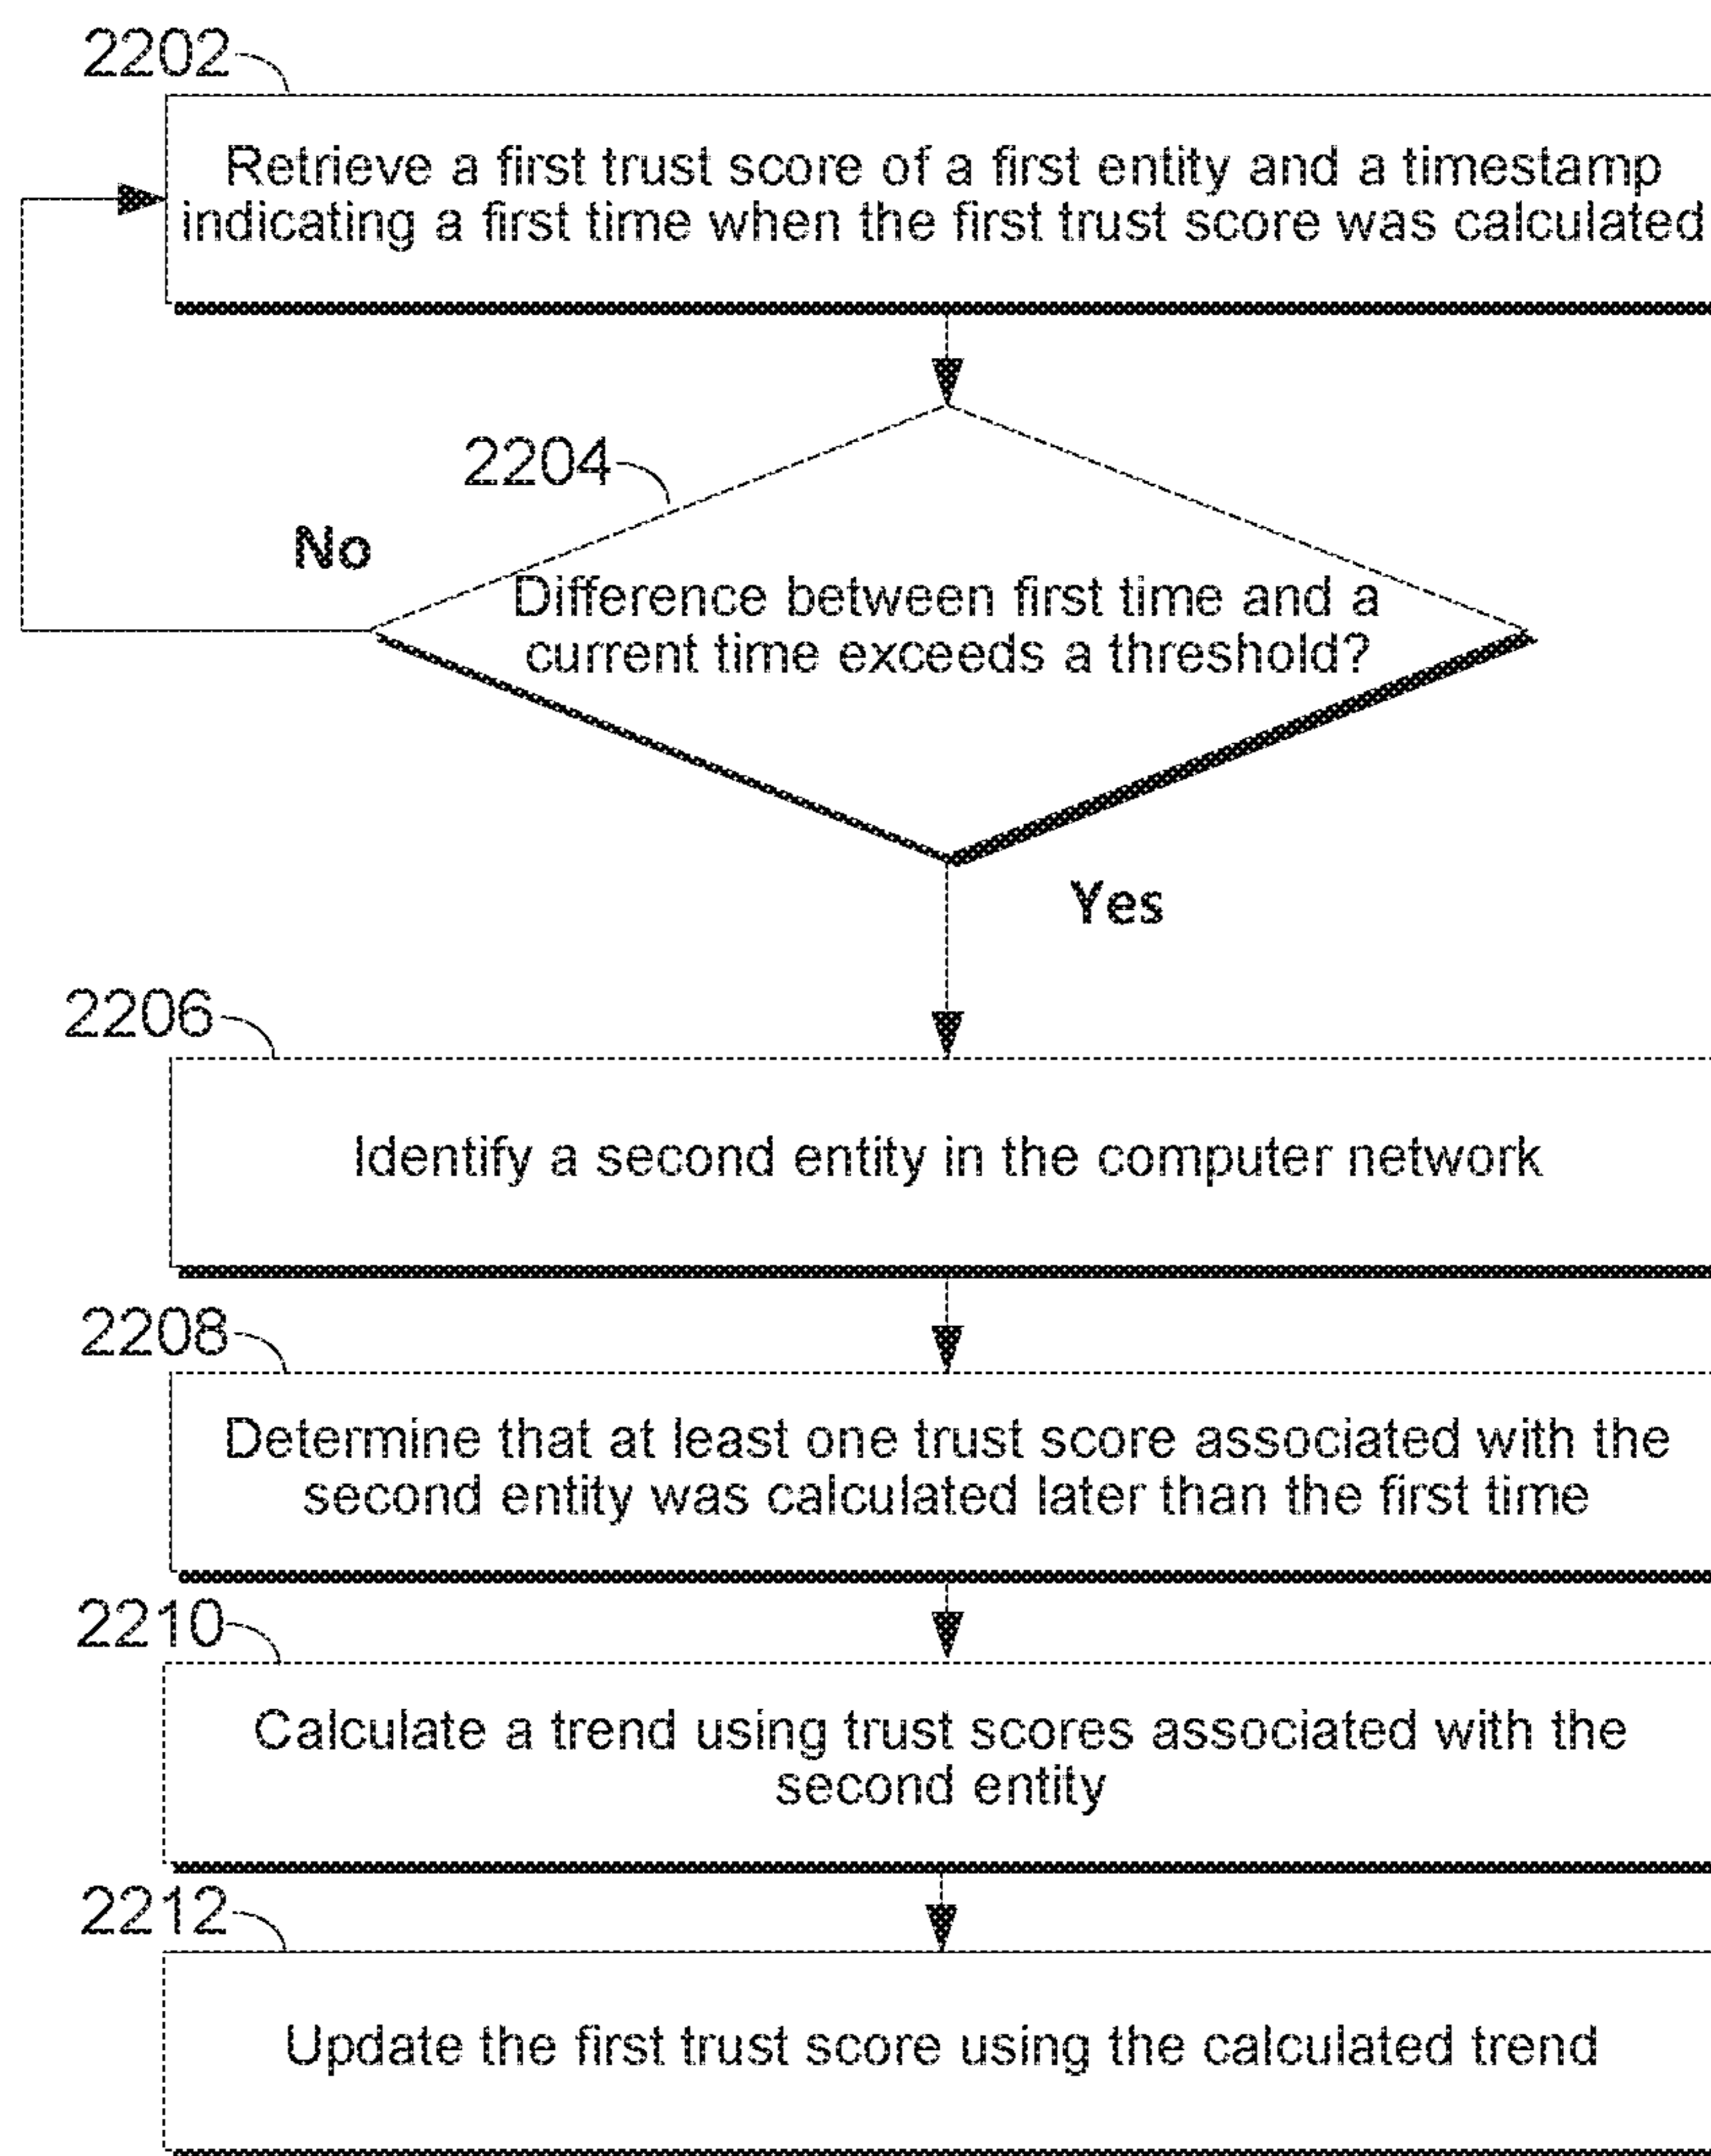 2202
Retrieve a first trust score of a first entity and a timestamp
indicating a first time when the first trust score was calculated
2204
No
Difference between first time and a
current time exceeds a threshold?
Yes
2206
Identify a second entity in the computer network
2208
Determine that at least one trust score associated with the
second entity was calculated later than the first time
2210
Calculate a trend using trust scores associated with the
second entity
2212
Update the first trust score using the calculated trend